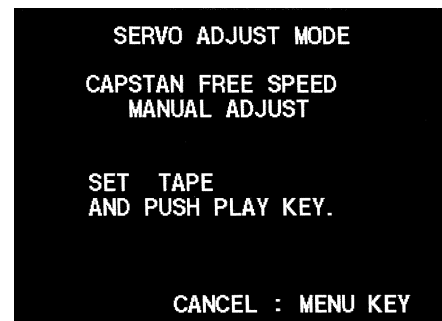 SERVO ADJUST MODE
CAPSTAN FREE SPEED
MANUAL ADJUST
SET TAPE
AND PUSH PLAY KEY.
CANCEL : MENU KEY